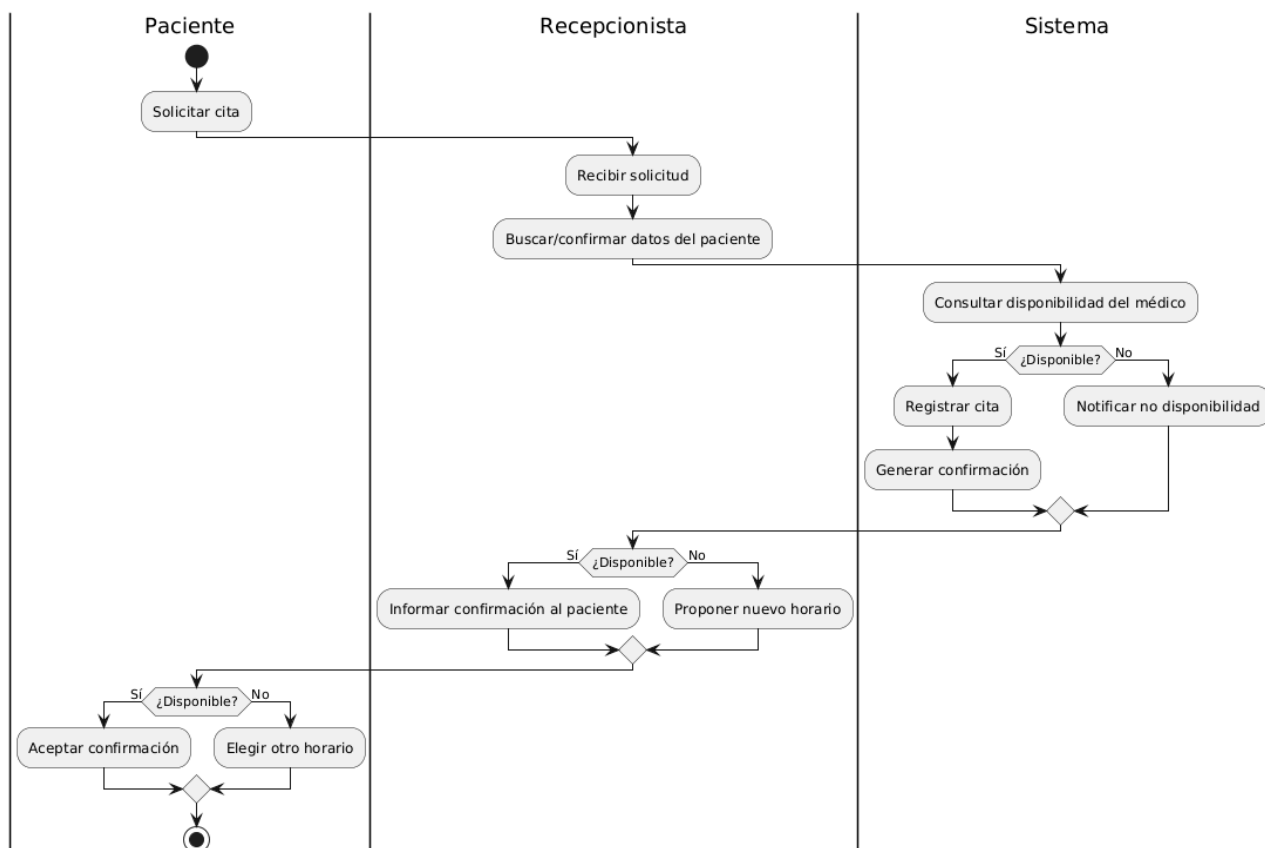 Paciente
Recepcionista
Sistema
Solicitar cita
Recibir solicitud
Buscar/confirmar datos del paciente
Consultar disponibilidad del médico
Sí
¿Disponible?
No
Registrar cita
Notificar no disponibilidad
Generar confirmación
Sí
¿Disponible?
No
Informar confirmación al paciente
Proponer nuevo horario
Sí
¿Disponible?
No
Aceptar confirmación
Elegir otro horario